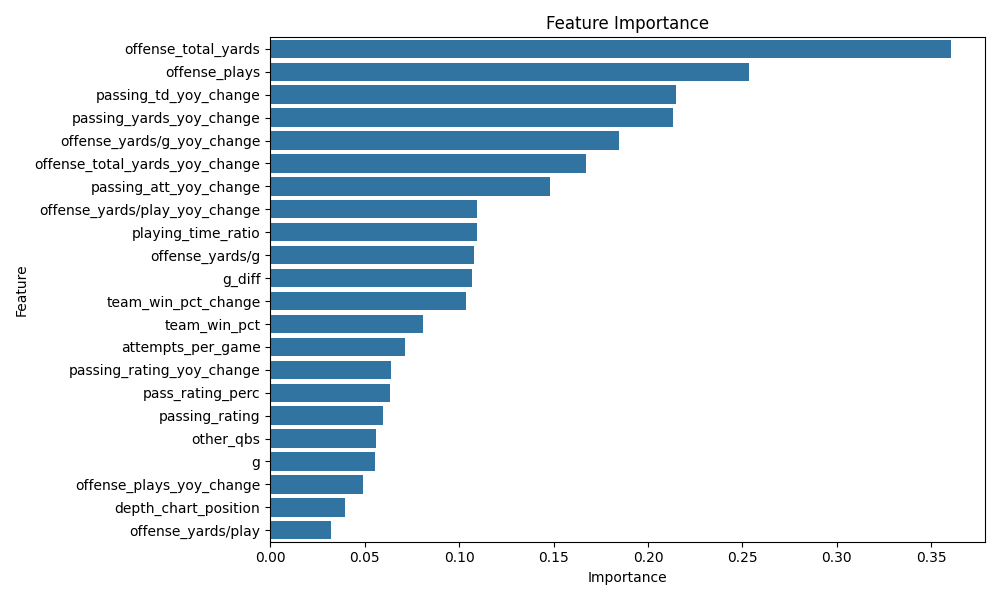 Feature Importance
Feature
offense_total_yards
offense_plays
passing_td_yoy_change
passing_yards_yoy_change
offense_yards/g_yoy_change
offense_total_yards_yoy_change
passing_att_yoy_change
offense_yards/play_yoy_change
playing_time_ratio
offense_yards/g
g_diff
team_win_pct_change
team_win_pct
attempts_per_game
passing_rating_yoy_change
pass_rating_perc
passing_rating
other_qbs
g
offense_plays_yoy_change
depth_chart_position
offense_yards/play
0.00 0.05 0.10 0.15 0.20 0.25 0.30 0.35
Importance